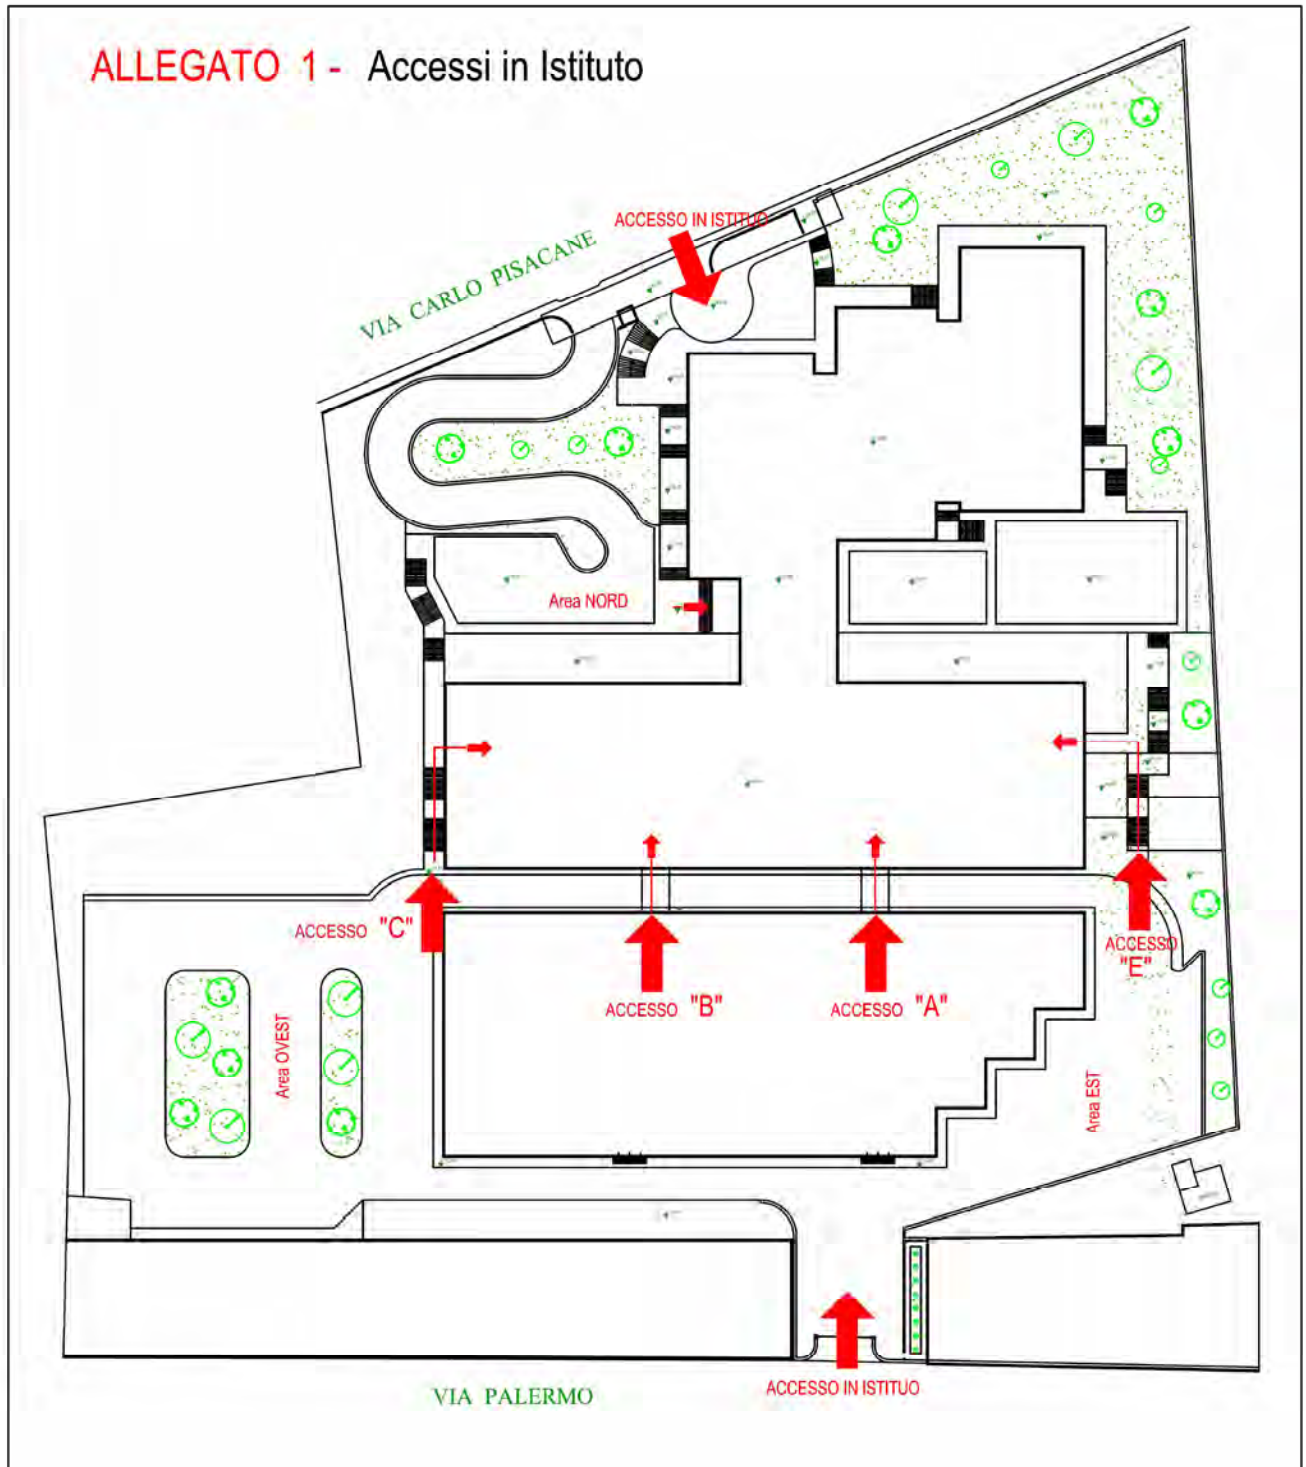 ALLEGATO 1 - Accessi in Istituto
ACCESSO IN ISTITUO
VIA CARLO PISACANE
Area NORD
ACCESSO "C"
ACCESSO "B"
ACCESSO "A"
ACCESSO
"E"
Area OVEST
Area EST
ACCESSO IN ISTITUO
VIA PALERMO